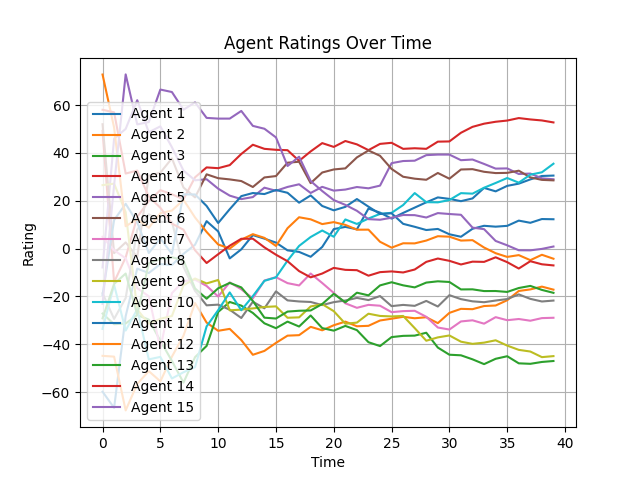 Agent Ratings Over Time
Rating
60
40
20
0
−20
−40
−60
Agent 1
Agent 2
Agent 3
Agent 4
Agent 5
Agent 6
Agent 7
Agent 8
Agent 9
Agent 10
Agent 11
Agent 12
Agent 13
Agent 14
Agent 15
0 5 10 15 20 25 30 35 40
Time